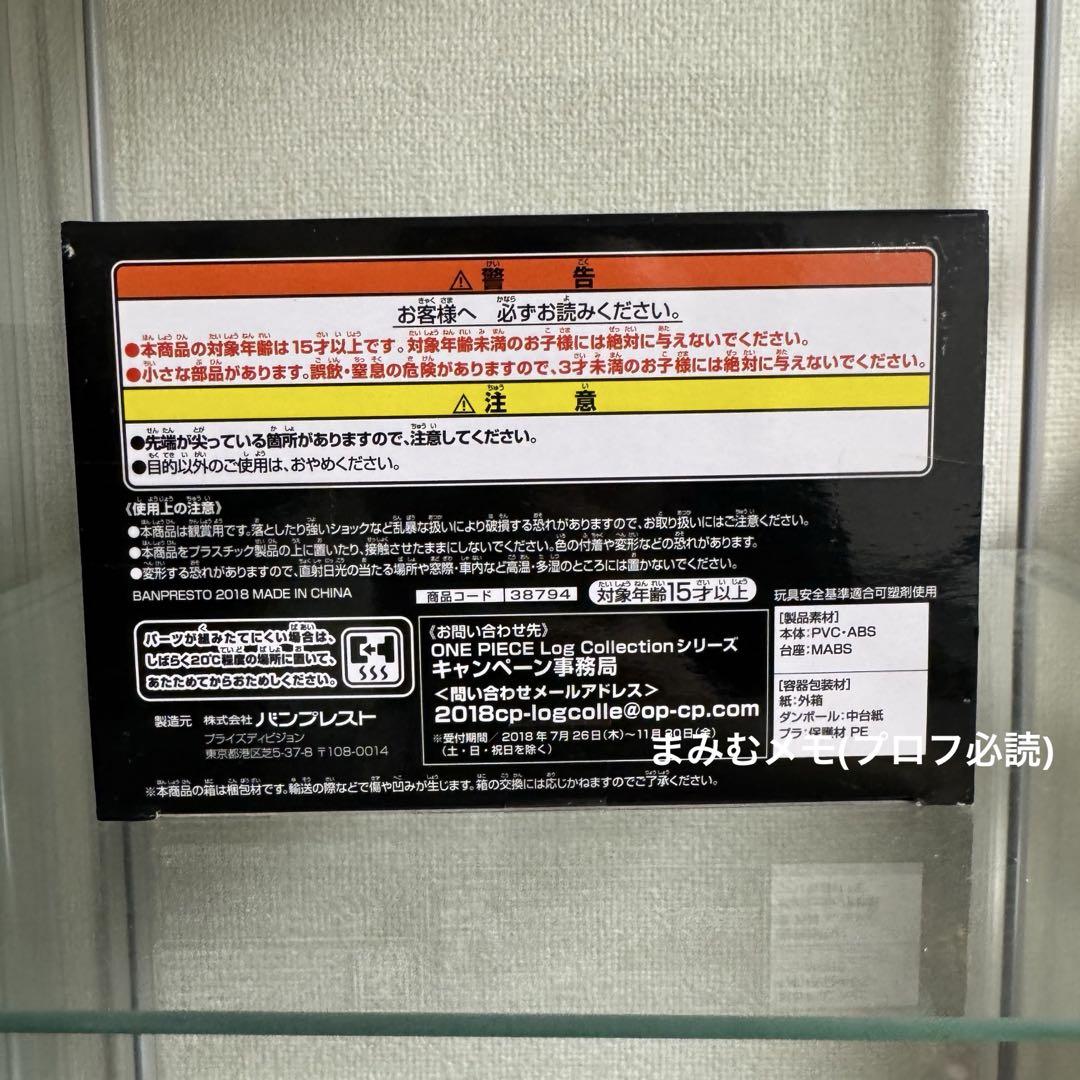 ⚠警告
お客様へ 必ずお読みください。
●本商品の対象年齢は15才以上です。対象年齢未満のお子様には絶対に与えないでください。
●小さな部品があります。誤飲・窒息の危険がありますので、3才未満のお子様には絶対に与えないでください。
⚠注意
●先端が尖っている箇所がありますので、注意してください。
●目的以外のご使用は、おやめください。
《使用上の注意》
●本商品は観賞用です。落としたり強いショックなど乱暴な扱いにより破損する恐れがありますので、お取り扱いにはご注意ください。
●本商品をプラスチック製品の上に置いたり、接触させたままにしないでください。色の付着や変形などの恐れがあります。
●変形する恐れがありますので、直射日光の当たる場所や窓際・車内など高温・多湿のところには置かないでください。
BANPRESTO 2018 MADE IN CHINA
商品コード 38794
対象年齢15才以上
玩具安全基準適合可塑剤使用
パーツが組みたてにくい場合は、
しばらく20℃程度の場所に置いて、
あたためてからおためしください。
製造元 株式会社 バンプレスト
プライズディビジョン
東京都港区芝5-37-8 〒108-0014
《お問い合わせ先》
ONE PIECE Log Collectionシリーズ
キャンペーン事務局
<問い合わせメールアドレス>
2018cp-logcolle@op-cp.com
※受付期間/2018年7月26日(木)~11月30日(金)
(土・日・祝日を除く)
[製品素材]
本体:PVC・ABS
台座:MABS
[容器包装材]
紙:外箱
ダンボール:中台紙
プラ:保護材 PE
まみむメモ(プロフ必読)
※本商品の箱は梱包材です。輸送の際などで傷や凹みが生じます。箱の交換には応じかねますのでご了承ください。